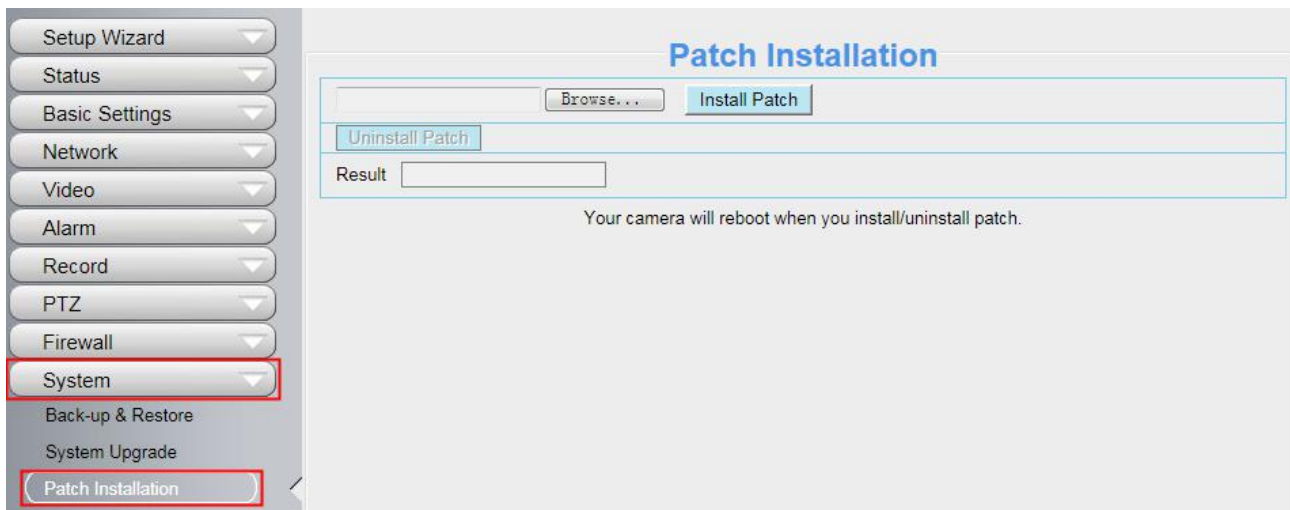 Setup Wizard
Status
Basic Settings
Network
Video
Alarm
Record
PTZ
Firewall
System
Back-up & Restore
System Upgrade
Patch Installation
Patch Installation
Browse... Install Patch
Uninstall Patch
Result
Your camera will reboot when you install/uninstall patch.